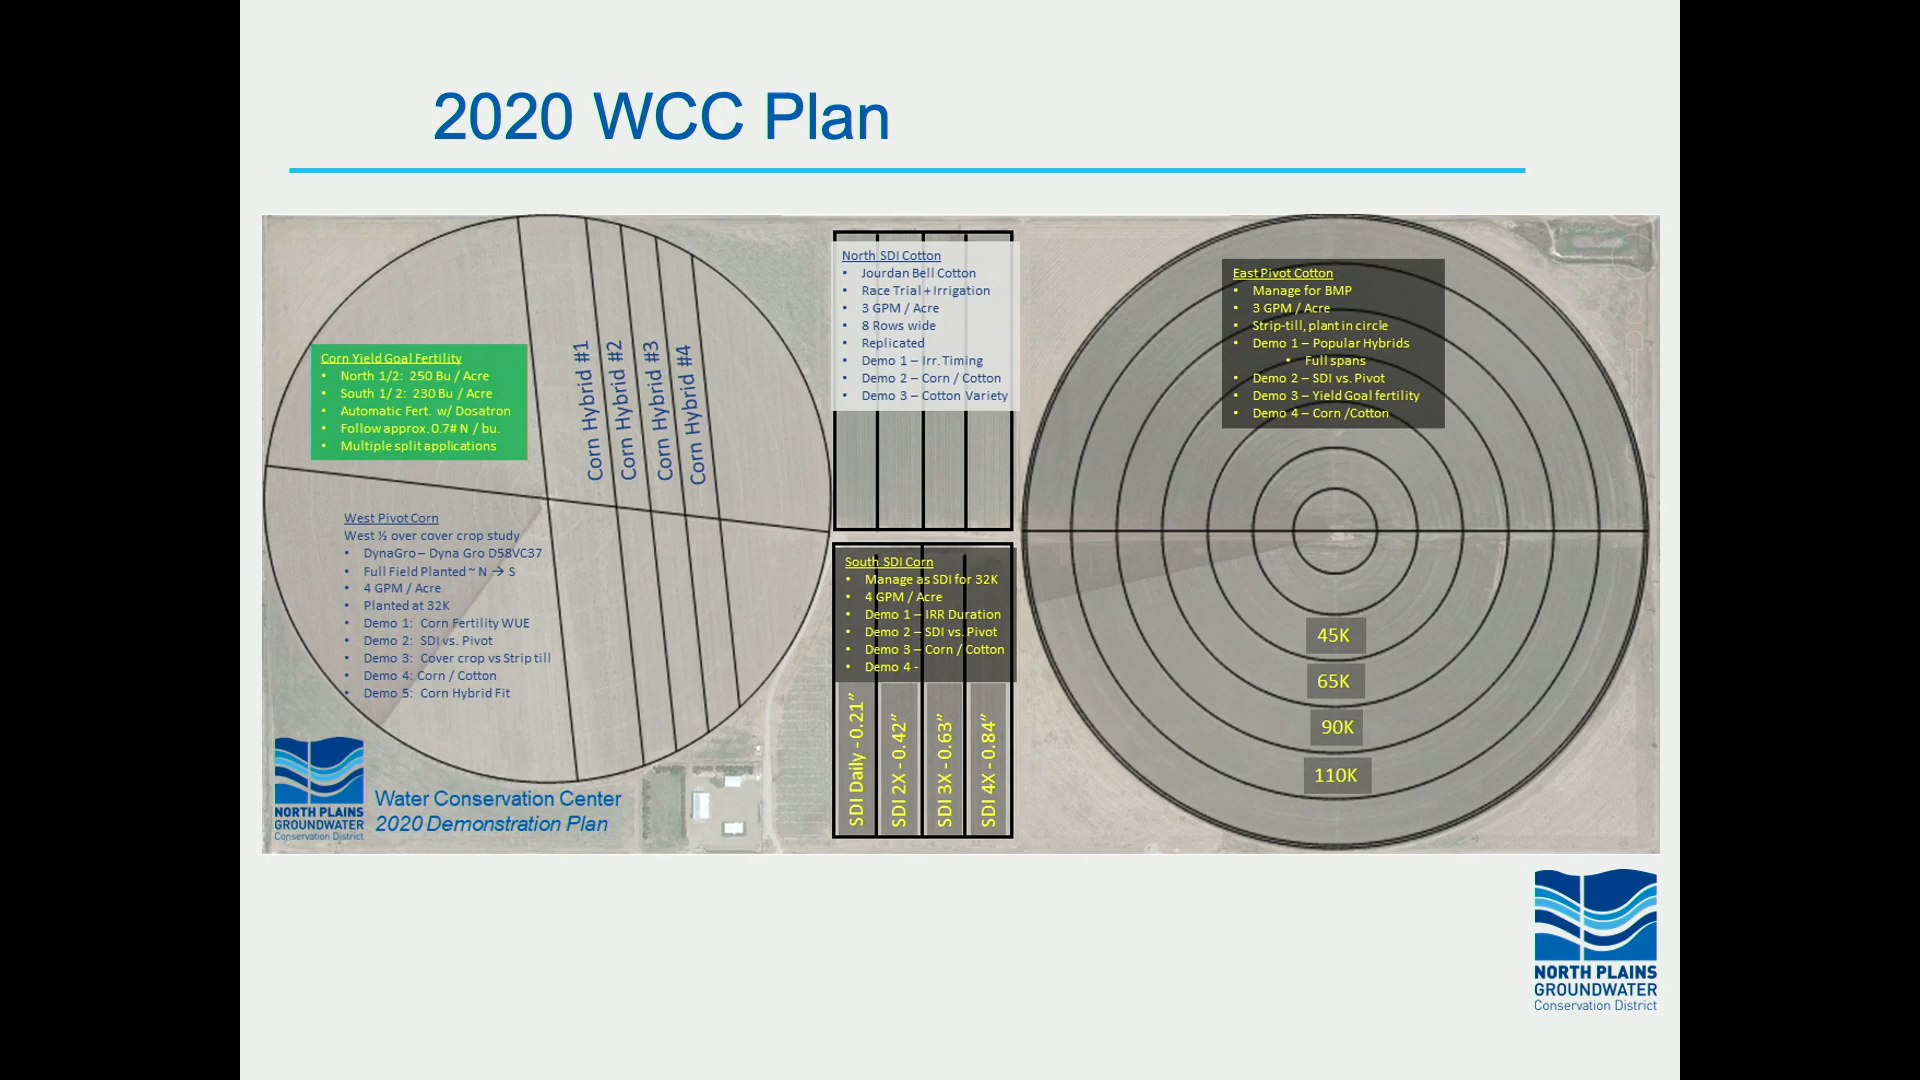 2020 WCC Plan
Corn Yield Goal Fertility
• North 1/2: 250 Bu / Acre
• South 1/ 2: 230 Bu / Acre
• Automatic Fert. w/ Dosatron
• Follow approx. 0.7# N / bu.
• Multiple split applications
Corn Hybrid #1
Corn Hybrid #2
Corn Hybrid #3
Corn Hybrid #4
West Pivot Corn
West ½ over cover crop study
• DynaGro – Dyna Gro D58VC37
• Full Field Planted ~ N → S
• 4 GPM / Acre
• Planted at 32K
• Demo 1: Corn Fertility WUE
• Demo 2: SDI vs. Pivot
• Demo 3: Cover crop vs Strip till
• Demo 4: Corn / Cotton
• Demo 5: Corn Hybrid Fit
NORTH PLAINS
GROUNDWATER
Conservation District
Water Conservation Center
2020 Demonstration Plan
North SDI Cotton
• Jourdan Bell Cotton
• Race Trial + Irrigation
• 3 GPM / Acre
• 8 Rows wide
• Replicated
• Demo 1 – Irr. Timing
• Demo 2 – Corn / Cotton
• Demo 3 – Cotton Variety
South SDI Corn
• Manage as SDI for 32K
• 4 GPM / Acre
• Demo 1 – IRR Duration
• Demo 2 – SDI vs. Pivot
• Demo 3 – Corn / Cotton
• Demo 4 -
SDI Daily - 0.21”
SDI 2X - 0.42”
SDI 3X - 0.63”
SDI 4X - 0.84”
East Pivot Cotton
• Manage for BMP
• 3 GPM / Acre
• Strip-till, plant in circle
• Demo 1 – Popular Hybrids
• Full spans
• Demo 2 – SDI vs. Pivot
• Demo 3 – Yield Goal fertility
• Demo 4 – Corn /Cotton
45K
65K
90K
110K
NORTH PLAINS
GROUNDWATER
Conservation District